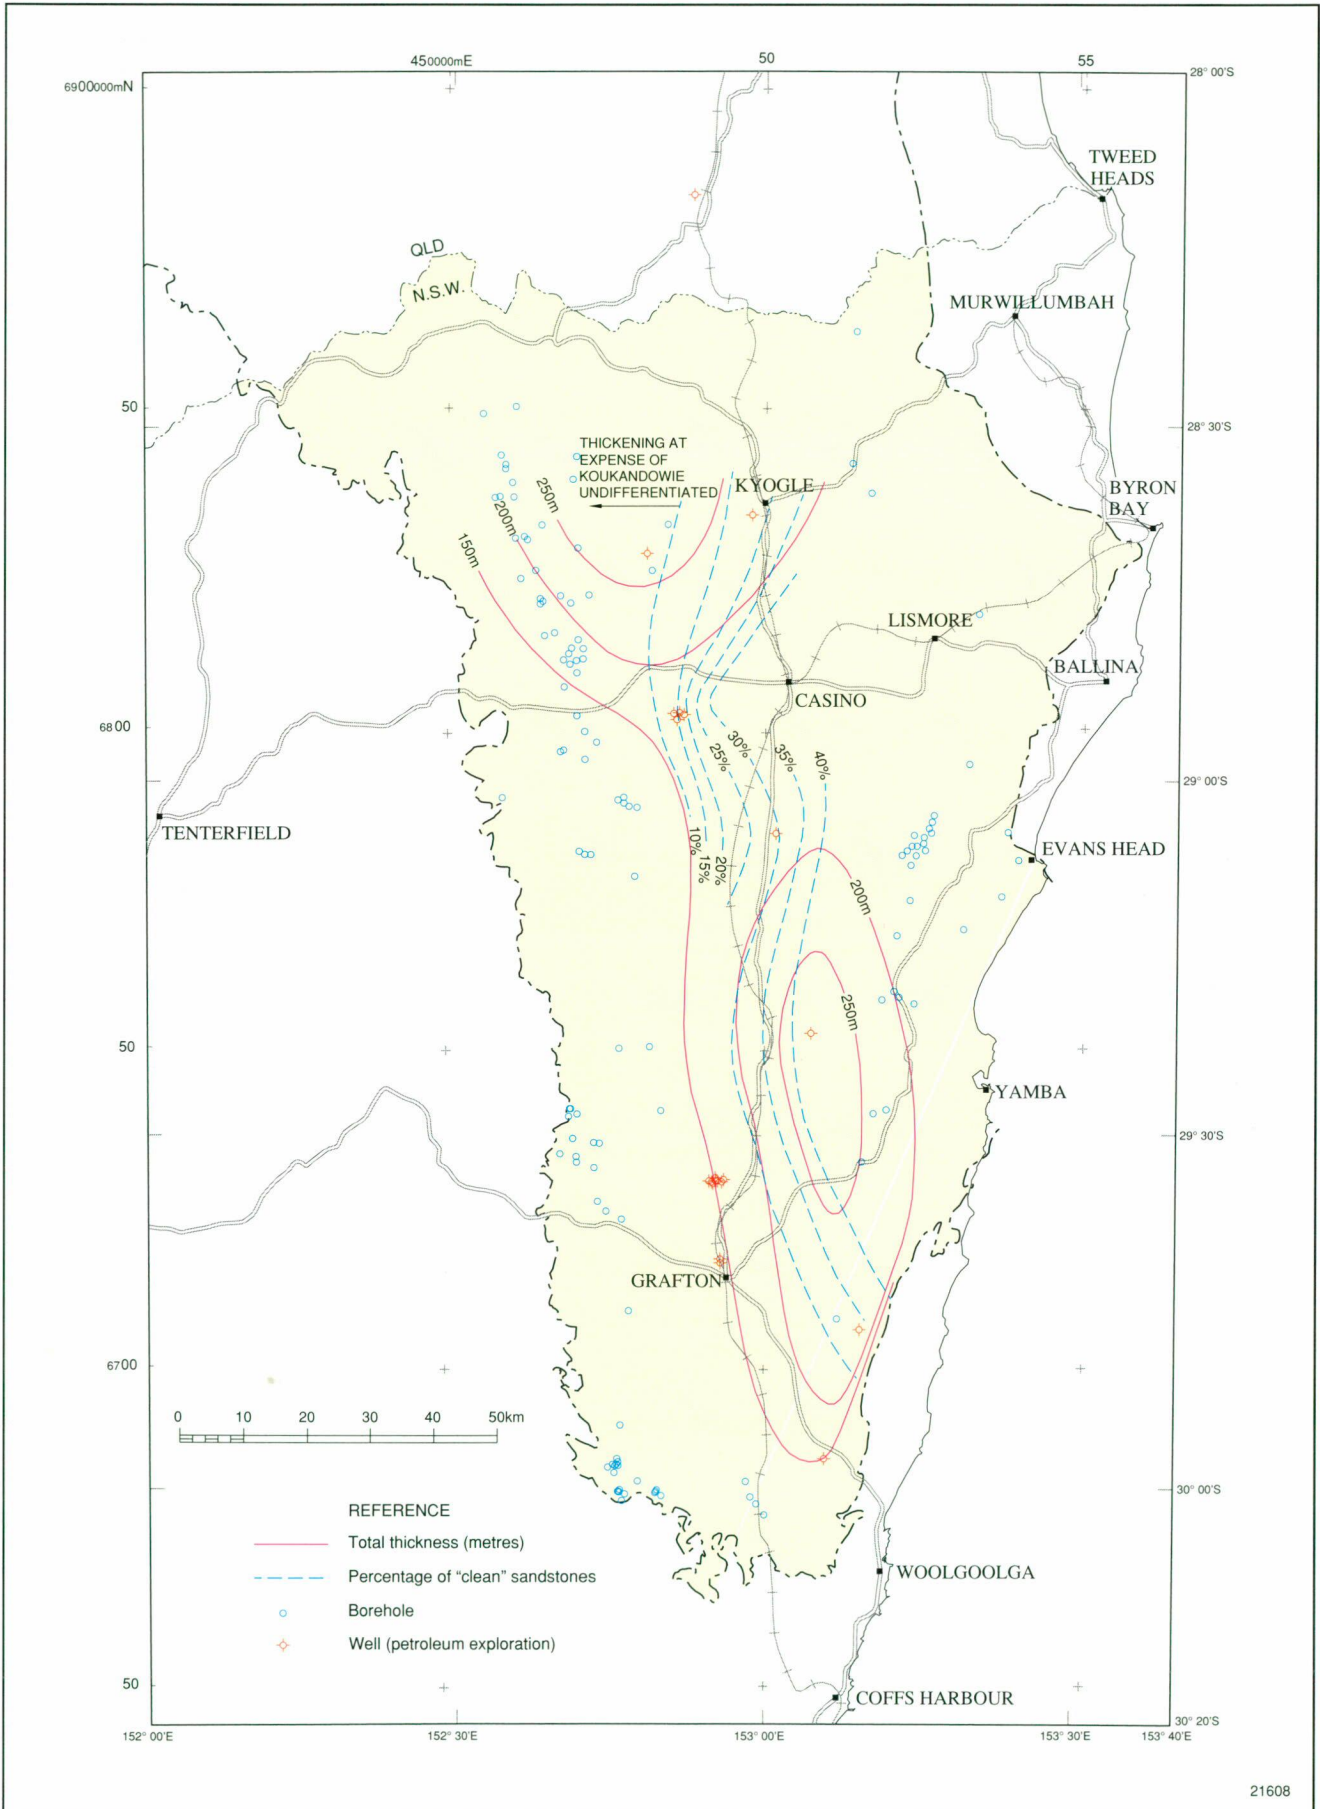 450000mE
50
55
6900000mN
28° 00'S
TWEED
HEADS
QLD
N.S.W.
MURWILLUMBAH
50
28° 30'S
THICKENING AT
EXPENSE OF
KOUKANDOWIE
UNDIFFERENTIATED
KYOGLE
BYRON
BAY
250m
200m
150m
LISMORE
BALLINA
CASINO
6800
30%
25%
35%
40%
29° 00'S
TENTERFIELD
10%
15%
20%
EVANS HEAD
200m
250m
50
YAMBA
29° 30'S
GRAFTON
6700
0 10 20 30 40 50km
30° 00'S
REFERENCE
Total thickness (metres)
Percentage of "clean" sandstones
Borehole
Well (petroleum exploration)
WOOLGOOLGA
50
COFFS HARBOUR
30° 20'S
152° 00'E
152° 30'E
153° 00'E
153° 30'E
153° 40'E
21608